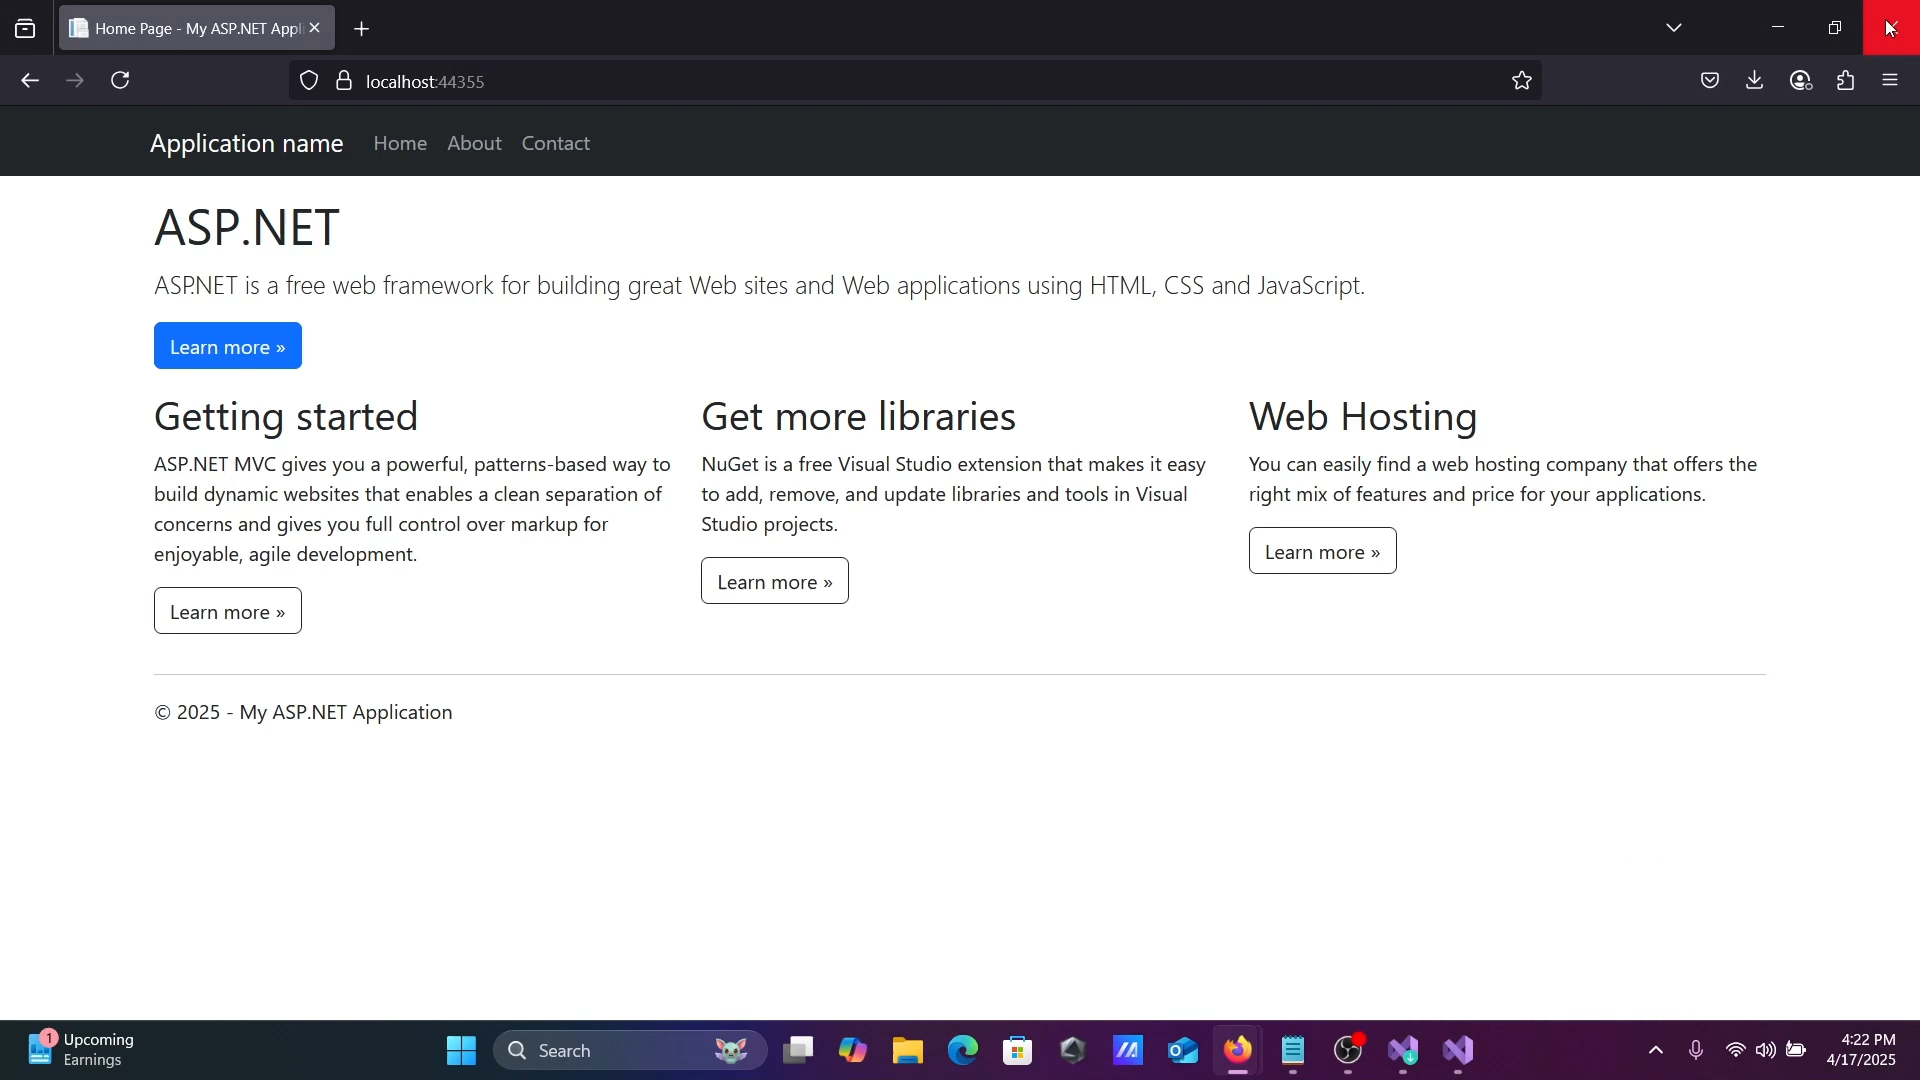 Home Page - My ASP.NET Appli
localhost:44355
Application name
Home
About
Contact
ASP.NET
ASP.NET is a free web framework for building great Web sites and Web applications using HTML, CSS and JavaScript.
Learn more »
Getting started
ASP.NET MVC gives you a powerful, patterns-based way to
build dynamic websites that enables a clean separation of
concerns and gives you full control over markup for
enjoyable, agile development.
Learn more »
Get more libraries
NuGet is a free Visual Studio extension that makes it easy
to add, remove, and update libraries and tools in Visual
Studio projects.
Learn more »
Web Hosting
You can easily find a web hosting company that offers the
right mix of features and price for your applications.
Learn more »
© 2025 - My ASP.NET Application
1
Upcoming
Earnings
Search
4:22 PM
4/17/2025